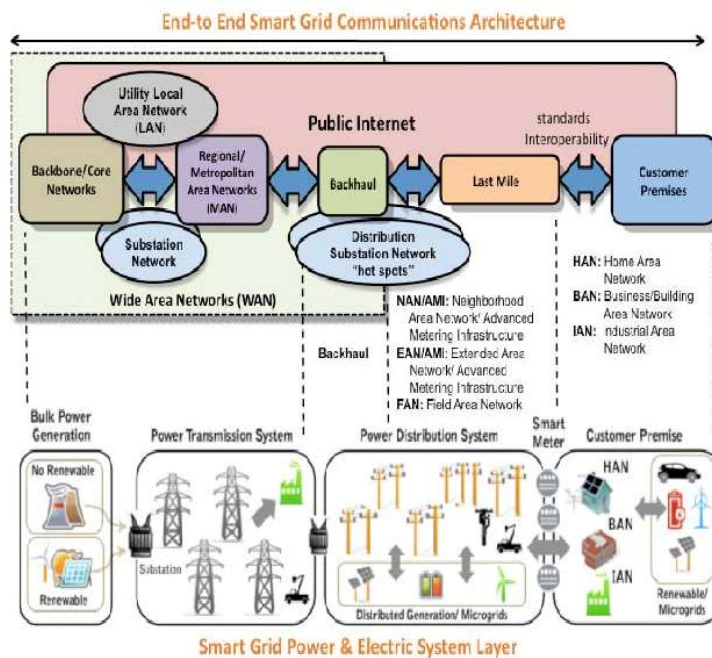 End-to End Smart Grid Communications Architecture
Utility Local
Area Network
(LAN)
Public Internet
standards
Interoperability
Backbone/Core
Networks
Regional/
Metropolitan
Area Networks
(MAN)
Backhaul
Last Mile
Customer
Premises
Substation
Network
Distribution
Substation Network
"hot spots"
Wide Area Networks (WAN)
HAN: Home Area
Network
BAN: Business/Building
Area Network
IAN: Industrial Area
Network
NAN/AMI: Neighborhood
Area Network/ Advanced
Metering Infrastructure
EAN/AMI: Extended Area
Network/ Advanced
Metering Infrastructure
FAN: Field Area Network
Backhaul
Bulk Power
Generation
Power Transmission System
Power Distribution System
Smart
Meter
Customer Premise
No Renewable
Renewable
Substation
Distributed Generation/ Microgrids
HAN
BAN
IAN
Renewable/
Microgrids
Smart Grid Power & Electric System Layer